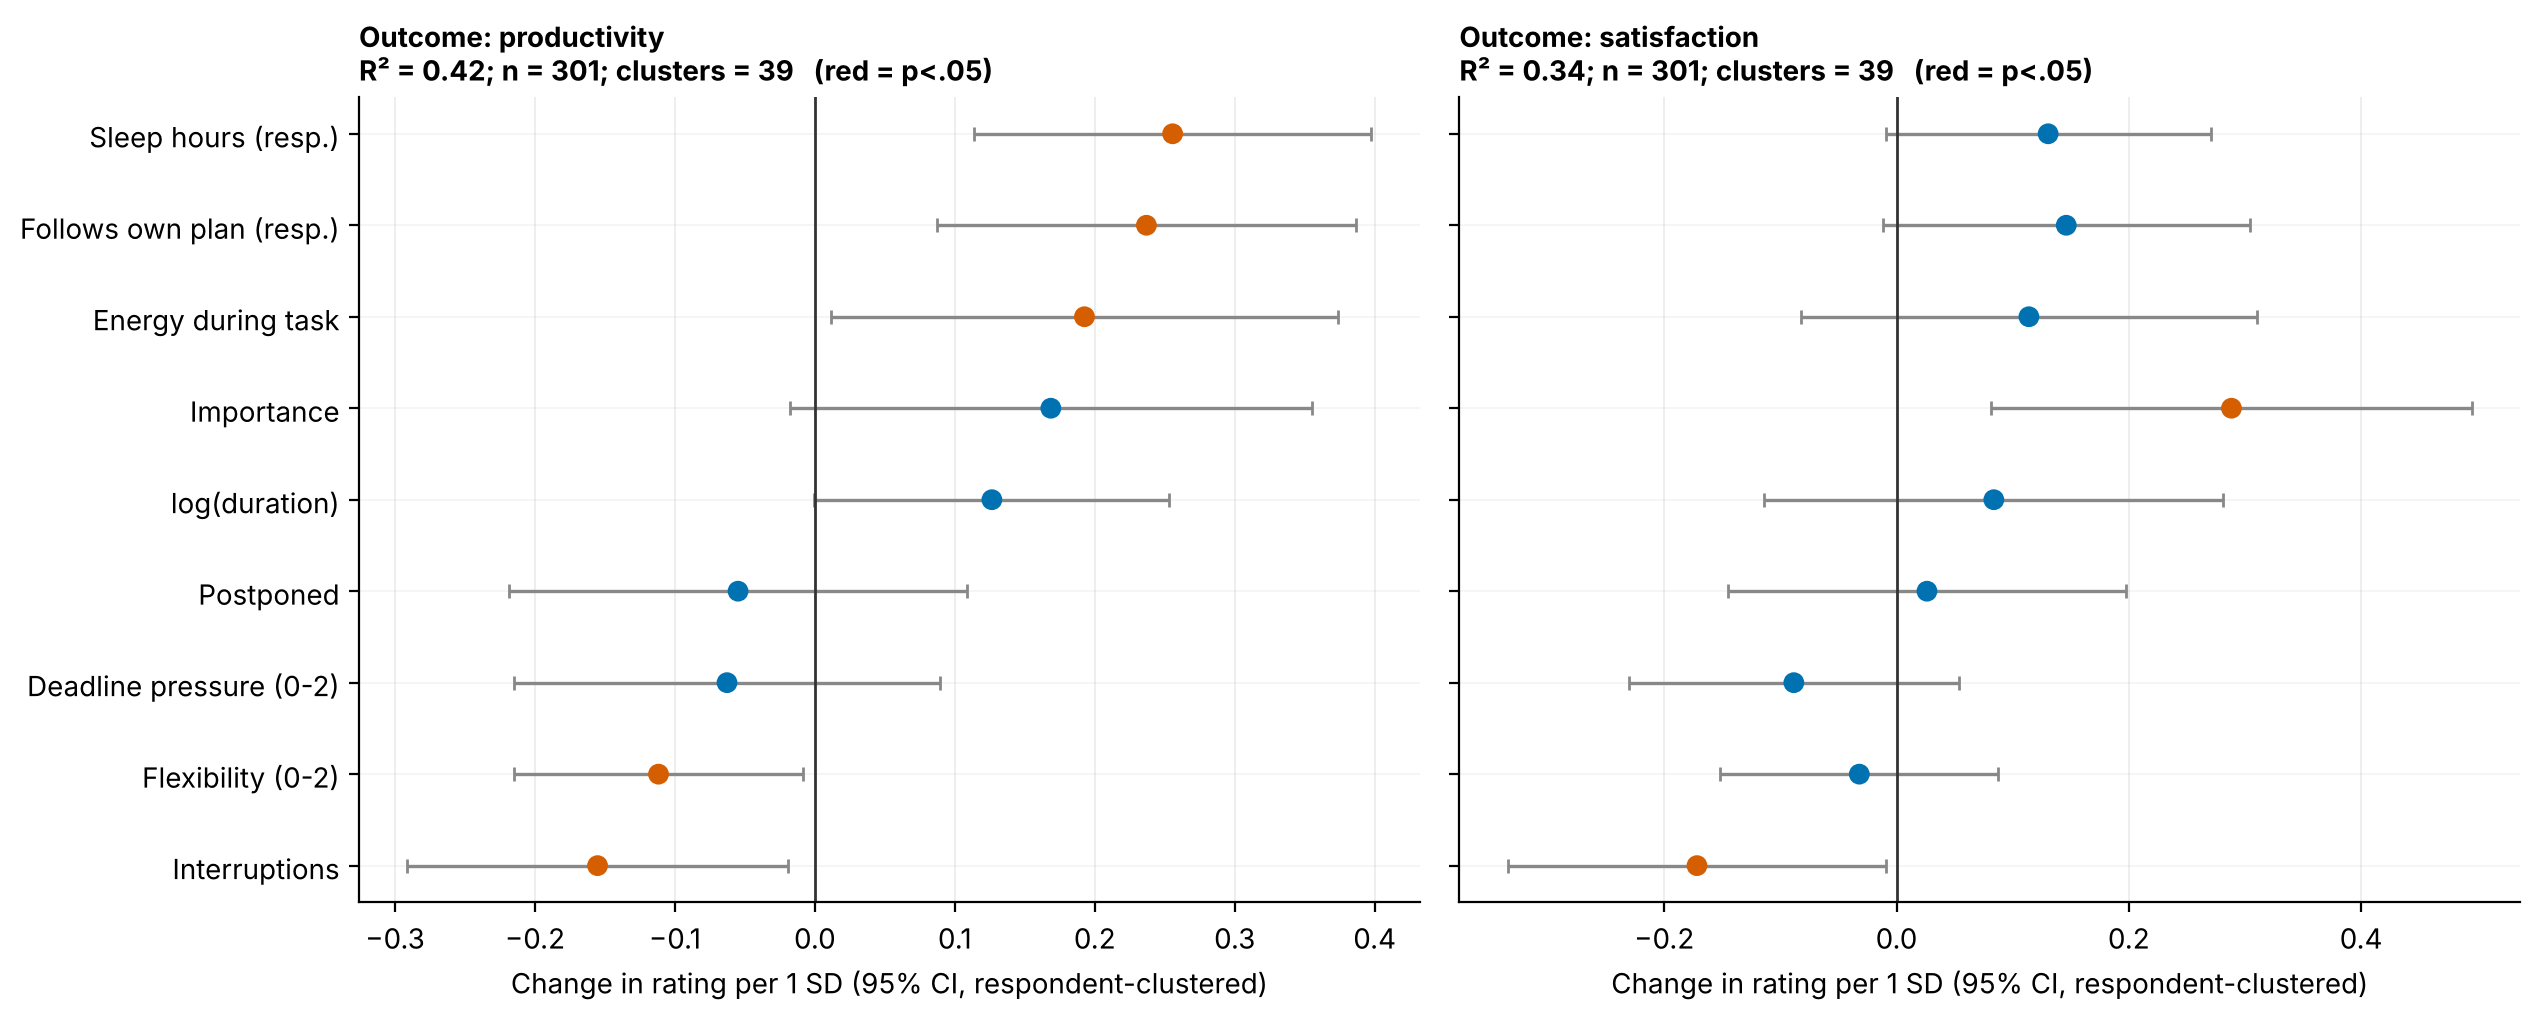 Outcome: productivity
R² = 0.42; n = 301; clusters = 39 (red = p<.05)
Outcome: satisfaction
R² = 0.34; n = 301; clusters = 39 (red = p<.05)
Sleep hours (resp.)
Follows own plan (resp.)
Energy during task
Importance
log(duration)
Postponed
Deadline pressure (0-2)
Flexibility (0-2)
Interruptions
−0.3 −0.2 −0.1 0.0 0.1 0.2 0.3 0.4
Change in rating per 1 SD (95% CI, respondent-clustered)
−0.2 0.0 0.2 0.4
Change in rating per 1 SD (95% CI, respondent-clustered)